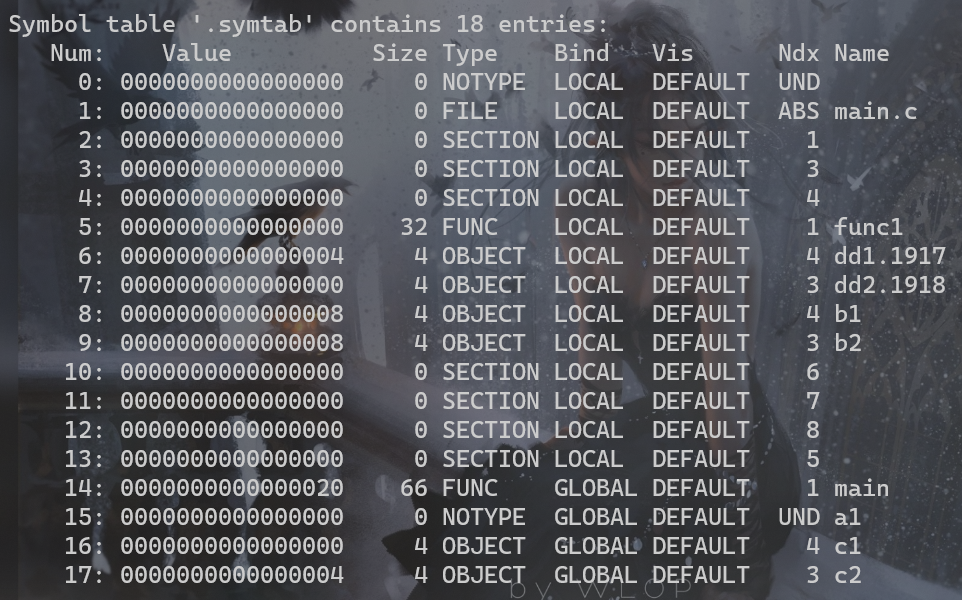 Symbol table '.symtab' contains 18 entries:
   Num:    Value          Size Type    Bind   Vis      Ndx Name
     0: 0000000000000000     0 NOTYPE  LOCAL  DEFAULT  UND
     1: 0000000000000000     0 FILE    LOCAL  DEFAULT  ABS main.c
     2: 0000000000000000     0 SECTION LOCAL  DEFAULT    1
     3: 0000000000000000     0 SECTION LOCAL  DEFAULT    3
     4: 0000000000000000     0 SECTION LOCAL  DEFAULT    4
     5: 0000000000000000    32 FUNC    LOCAL  DEFAULT    1 func1
     6: 0000000000000004     4 OBJECT  LOCAL  DEFAULT    4 dd1.1917
     7: 0000000000000000     4 OBJECT  LOCAL  DEFAULT    3 dd2.1918
     8: 0000000000000008     4 OBJECT  LOCAL  DEFAULT    4 b1
     9: 0000000000000008     4 OBJECT  LOCAL  DEFAULT    3 b2
    10: 0000000000000000     0 SECTION LOCAL  DEFAULT    6
    11: 0000000000000000     0 SECTION LOCAL  DEFAULT    7
    12: 0000000000000000     0 SECTION LOCAL  DEFAULT    8
    13: 0000000000000000     0 SECTION LOCAL  DEFAULT    5
    14: 0000000000000020    66 FUNC    GLOBAL DEFAULT    1 main
    15: 0000000000000000     0 NOTYPE  GLOBAL DEFAULT  UND a1
    16: 0000000000000000     4 OBJECT  GLOBAL DEFAULT    4 c1
    17: 0000000000000004     4 OBJECT  GLOBAL DEFAULT    3 c2
by WLOP